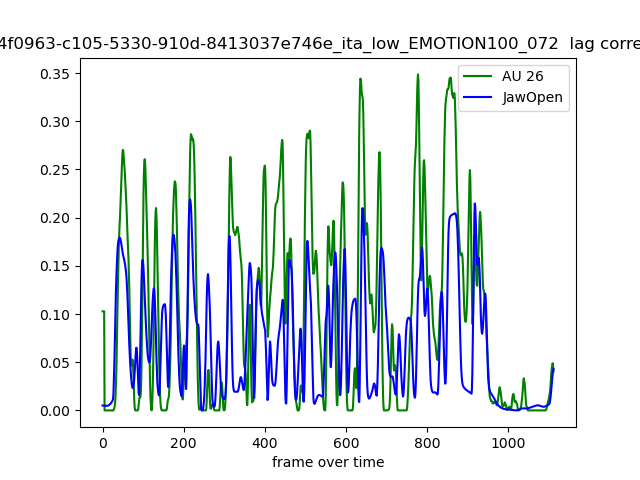 4f0963-c105-5330-910d-8413037e746e_ita_low_EMOTION100_072 lag corre
AU 26
JawOpen
0.35
0.30
0.25
0.20
0.15
0.10
0.05
0.00
0 200 400 600 800 1000
frame over time